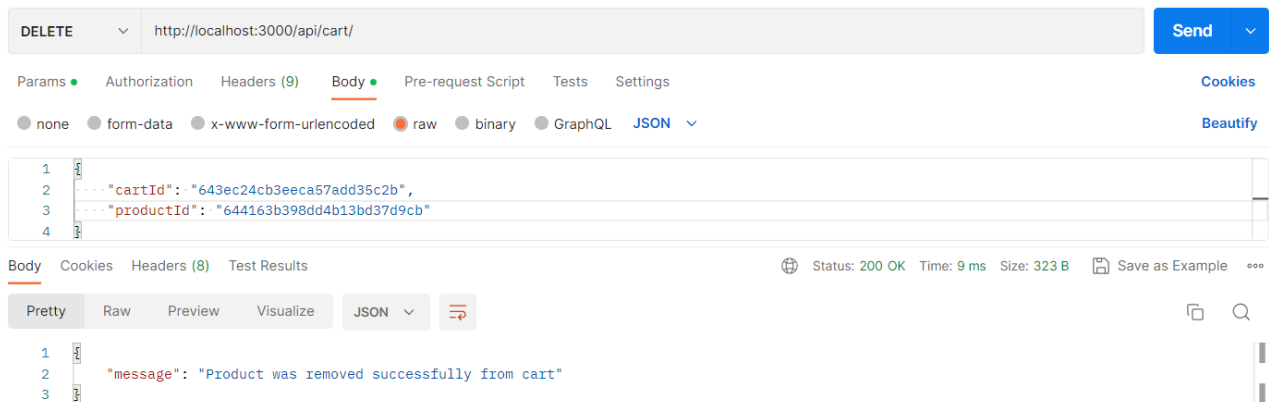 DELETE http://localhost:3000/api/cart/ Send
Params Authorization Headers (9) Body Pre-request Script Tests Settings Cookies
none form-data x-www-form-urlencoded raw binary GraphQL JSON Beautify
1 {
2 "cartId": "643ec24cb3eeca57add35c2b",
3 "productId": "644163b398dd4b13bd37d9cb"
4 }
Body Cookies Headers (8) Test Results Status: 200 OK Time: 9 ms Size: 323 B Save as Example
Pretty Raw Preview Visualize JSON
1 {
2 "message": "Product was removed successfully from cart"
3 }